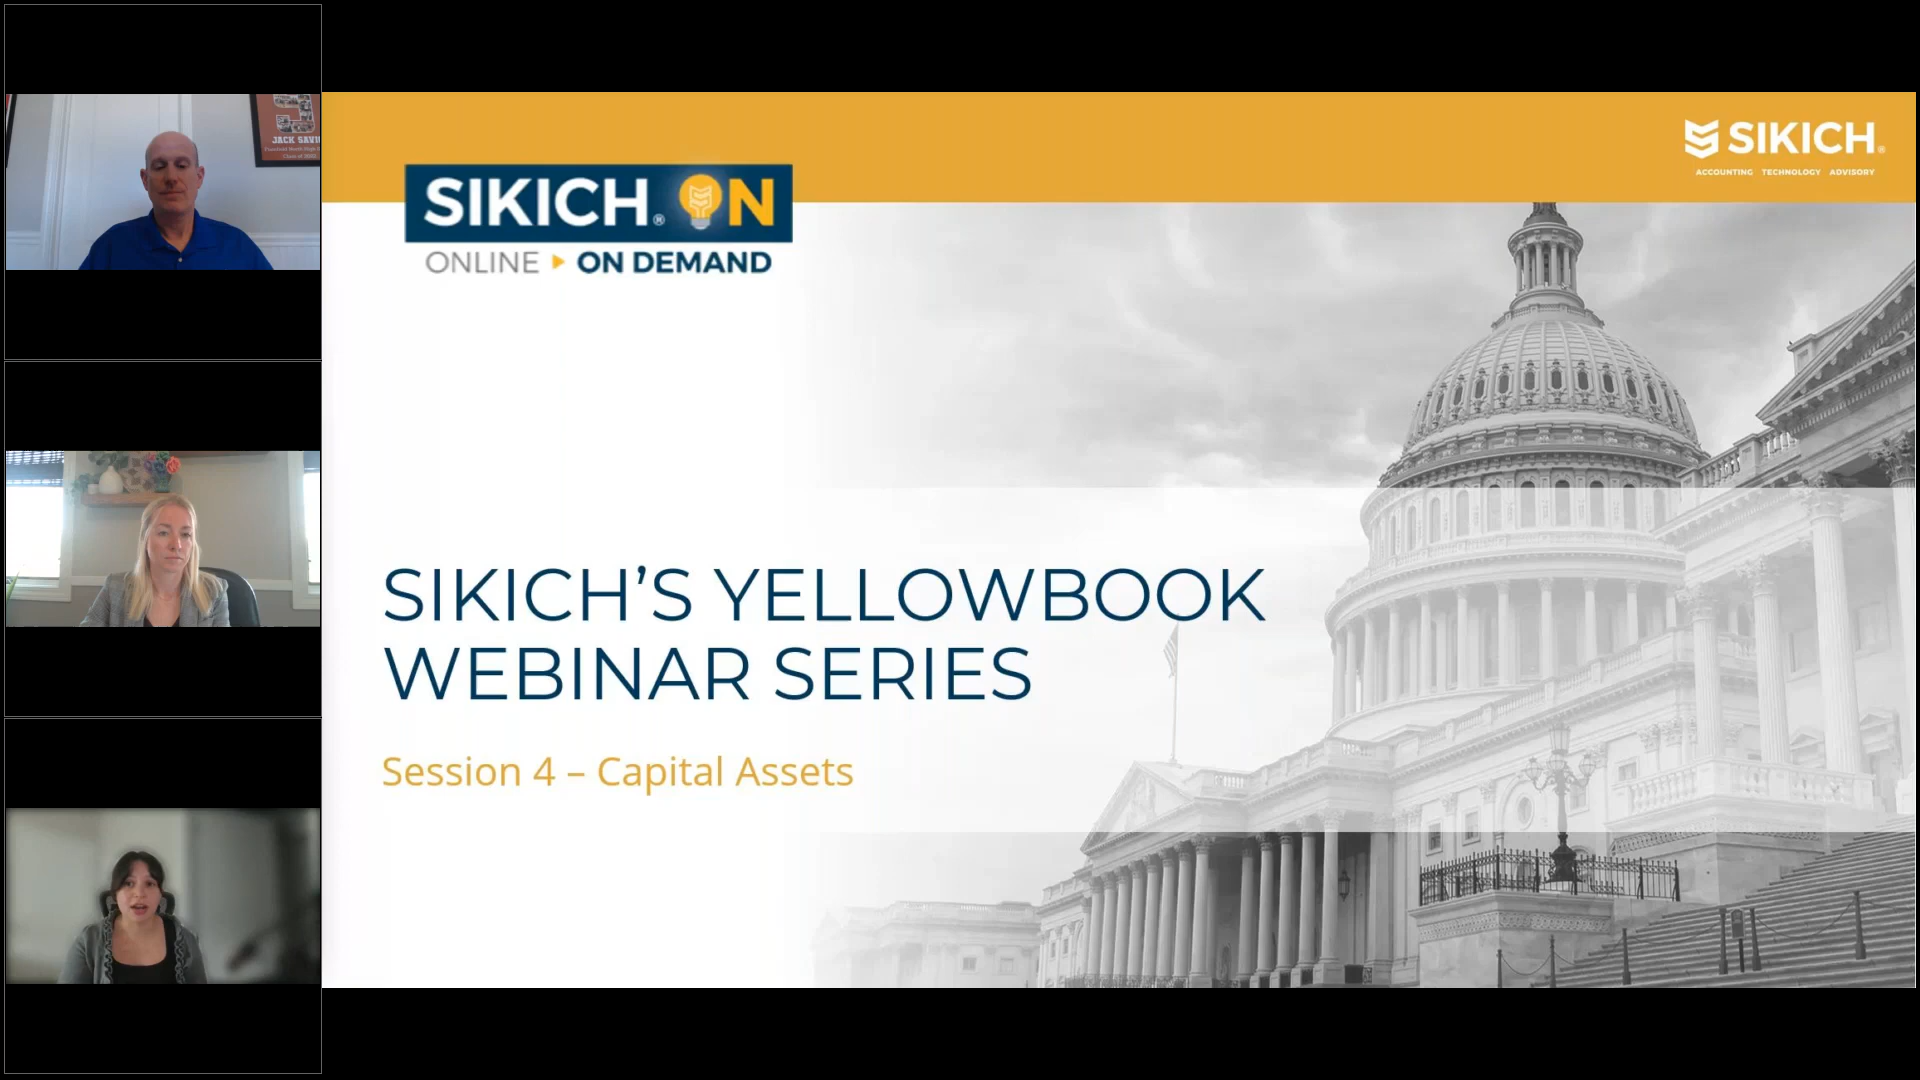 JACK SAVI
SIKICH®
ACCOUNTING TECHNOLOGY ADVISORY
SIKICH® ON
ONLINE ▶ ON DEMAND
SIKICH'S YELLOWBOOK
WEBINAR SERIES
Session 4 – Capital Assets